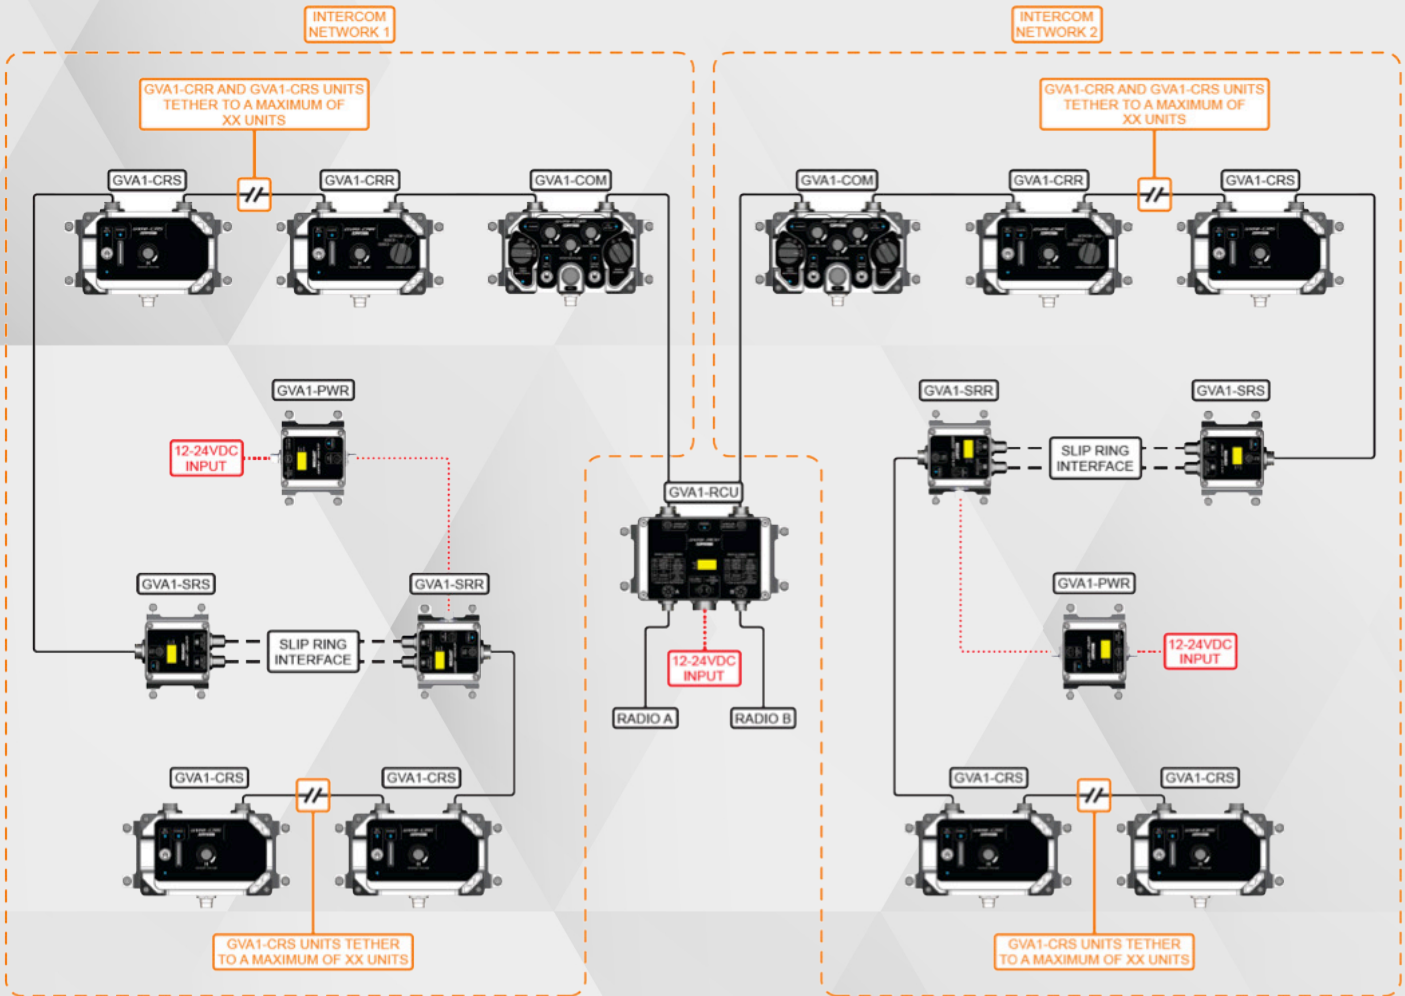 INTERCOM
NETWORK 1
INTERCOM
NETWORK 2
GVA1-CRR AND GVA1-CRS UNITS
TETHER TO A MAXIMUM OF
XX UNITS
GVA1-CRR AND GVA1-CRS UNITS
TETHER TO A MAXIMUM OF
XX UNITS
GVA1-CRS
GVA1-CRR
GVA1-COM
GVA1-COM
GVA1-CRR
GVA1-CRS
GVA1-PWR
GVA1-SRR
GVA1-SRS
12-24VDC
INPUT
SLIP RING
INTERFACE
GVA1-RCU
GVA1-SRS
GVA1-SRR
GVA1-PWR
SLIP RING
INTERFACE
12-24VDC
INPUT
12-24VDC
INPUT
RADIO A
RADIO B
GVA1-CRS
GVA1-CRS
GVA1-CRS
GVA1-CRS
GVA1-CRS UNITS TETHER
TO A MAXIMUM OF XX UNITS
GVA1-CRS UNITS TETHER
TO A MAXIMUM OF XX UNITS